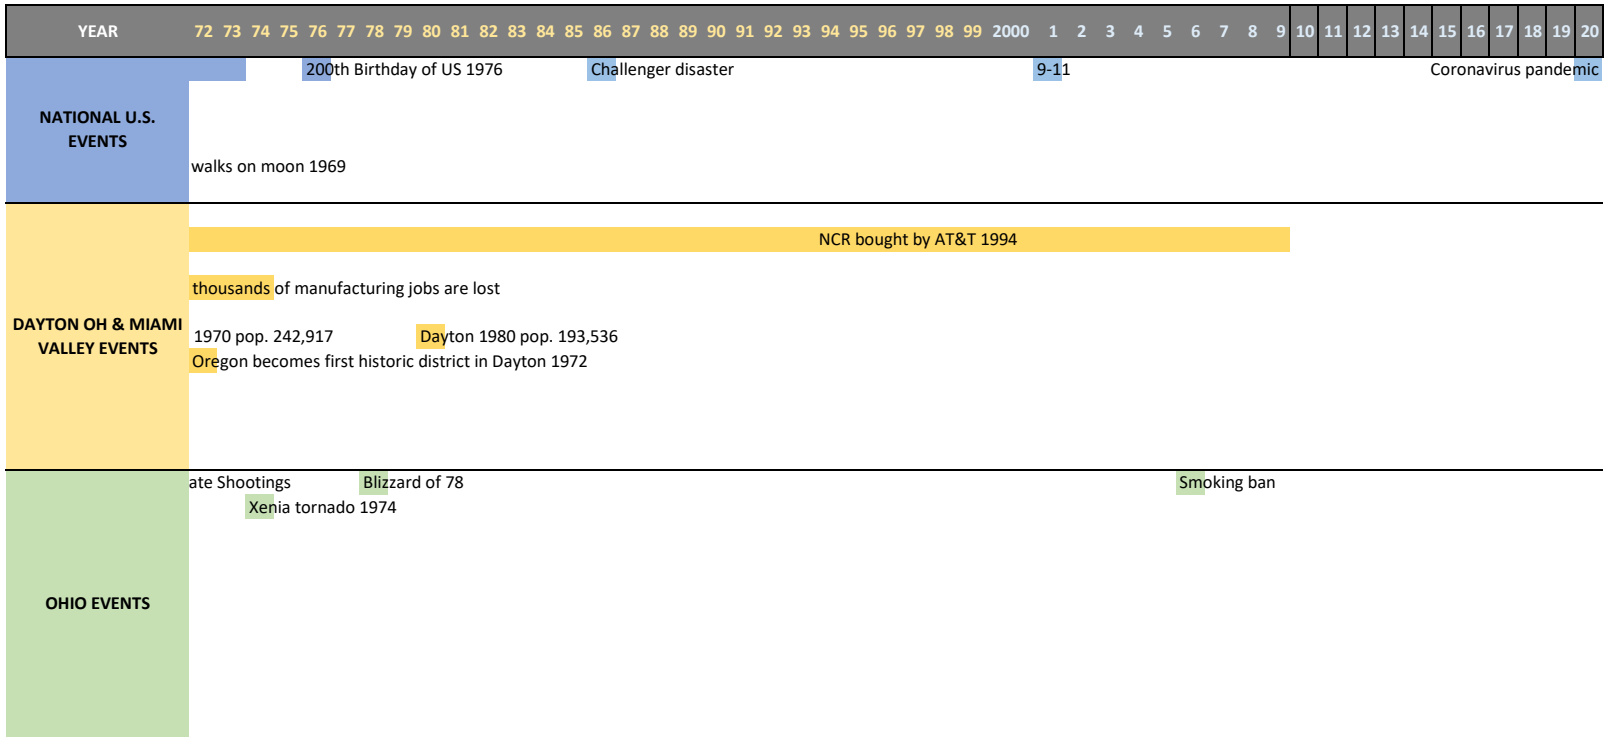 YEAR 72 73 74 75 76 77 78 79 80 81 82 83 84 85 86 87 88 89 90 91 92 93 94 95 96 97 98 99 2000 1 2 3 4 5 6 7 8 9 10 11 12 13 14 15 16 17 18 19 20
200th Birthday of US 1976 Challenger disaster 9-11 Coronavirus pandemic
NATIONAL U.S.
EVENTS
walks on moon 1969
NCR bought by AT&T 1994
thousands of manufacturing jobs are lost
DAYTON OH & MIAMI
VALLEY EVENTS
1970 pop. 242,917 Dayton 1980 pop. 193,536
Oregon becomes first historic district in Dayton 1972
ate Shootings Blizzard of 78 Smoking ban
Xenia tornado 1974
OHIO EVENTS